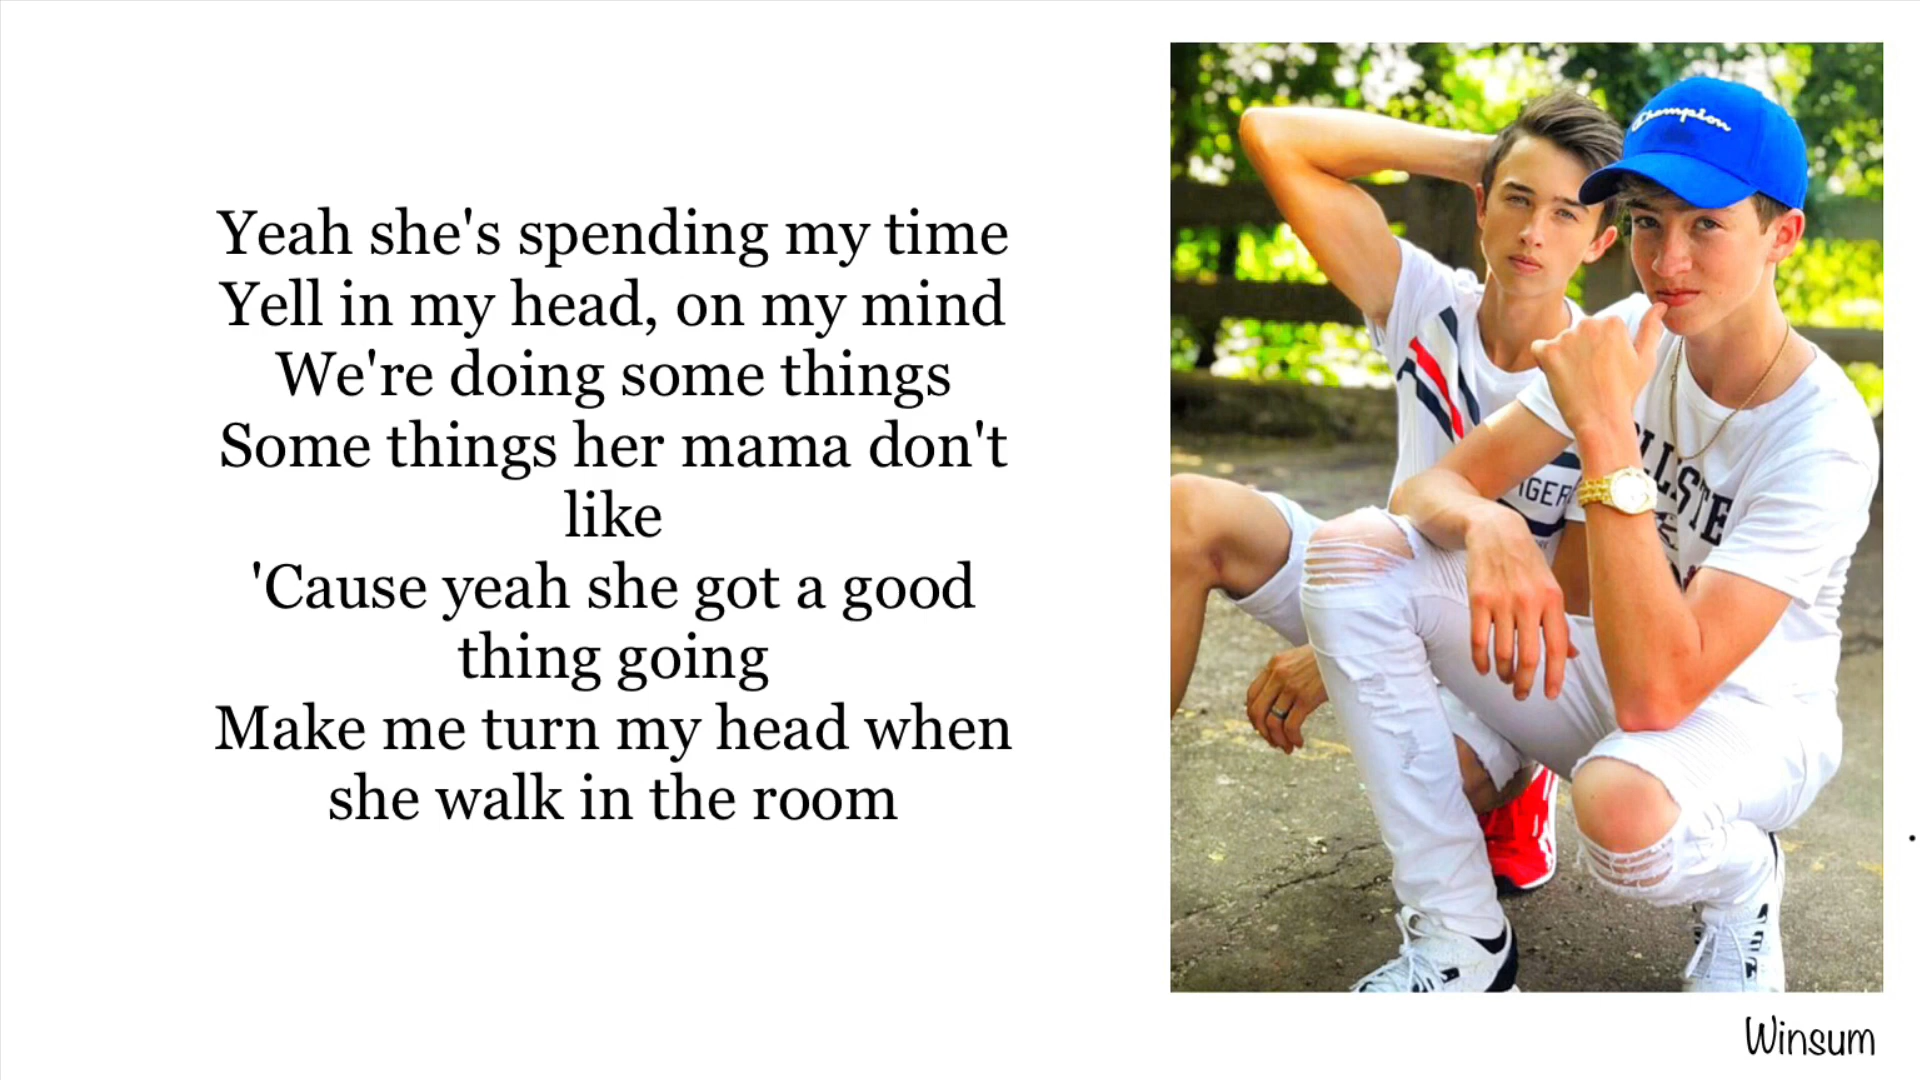 Yeah she's spending my time
Yell in my head, on my mind
We're doing some things
Some things her mama don't
like
'Cause yeah she got a good
thing going
Make me turn my head when
she walk in the room
Champion
Winsum